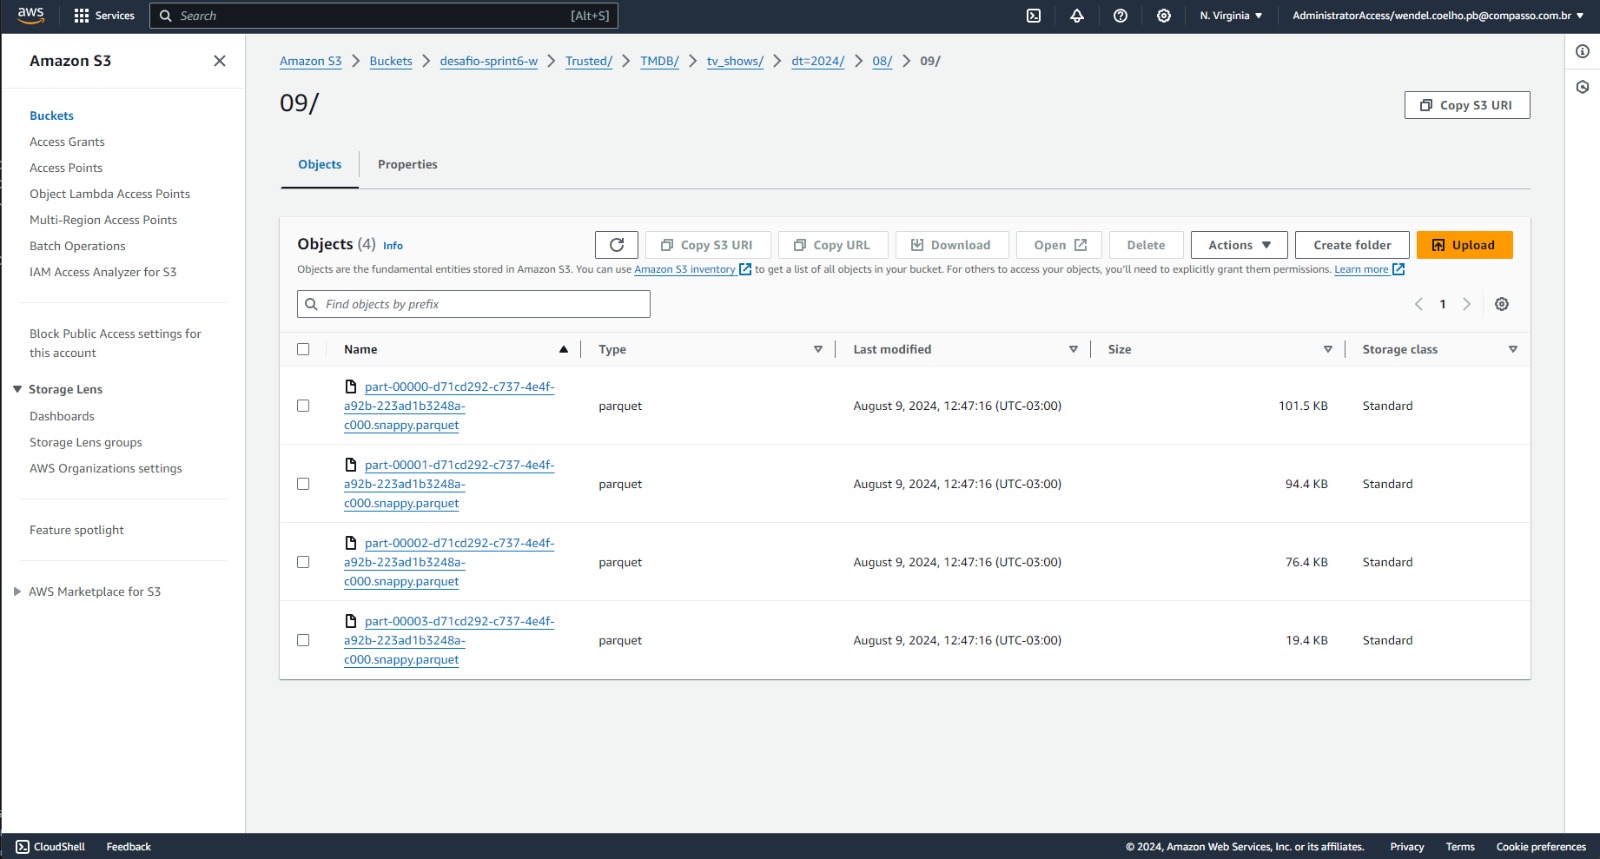 aws
Services
Search
[Alt+S]
N. Virginia
AdministratorAccess/wendel.coelho.pb@compasso.com.br
Amazon S3
Buckets
Access Grants
Access Points
Object Lambda Access Points
Multi-Region Access Points
Batch Operations
IAM Access Analyzer for S3
Block Public Access settings for
this account
Storage Lens
Dashboards
Storage Lens groups
AWS Organizations settings
Feature spotlight
AWS Marketplace for S3
Amazon S3 > Buckets > desafio-sprint6-w > Trusted/ > TMDB/ > tv_shows/ > dt=2024/ > 08/ > 09/
09/
Copy S3 URI
Objects
Properties
Objects (4) Info
Copy S3 URI
Copy URL
Download
Open
Delete
Actions
Create folder
Upload
Objects are the fundamental entities stored in Amazon S3. You can use Amazon S3 inventory to get a list of all objects in your bucket. For others to access your objects, you'll need to explicitly grant them permissions. Learn more
Find objects by prefix
1
Name Type Last modified Size Storage class
part-00000-d71cd292-c737-4e4f-
a92b-223ad1b3248a- parquet August 9, 2024, 12:47:16 (UTC-03:00) 101.5 KB Standard
c000.snappy.parquet
part-00001-d71cd292-c737-4e4f-
a92b-223ad1b3248a- parquet August 9, 2024, 12:47:16 (UTC-03:00) 94.4 KB Standard
c000.snappy.parquet
part-00002-d71cd292-c737-4e4f-
a92b-223ad1b3248a- parquet August 9, 2024, 12:47:16 (UTC-03:00) 76.4 KB Standard
c000.snappy.parquet
part-00003-d71cd292-c737-4e4f-
a92b-223ad1b3248a- parquet August 9, 2024, 12:47:16 (UTC-03:00) 19.4 KB Standard
c000.snappy.parquet
CloudShell
Feedback
© 2024, Amazon Web Services, Inc. or its affiliates.
Privacy
Terms
Cookie preferences